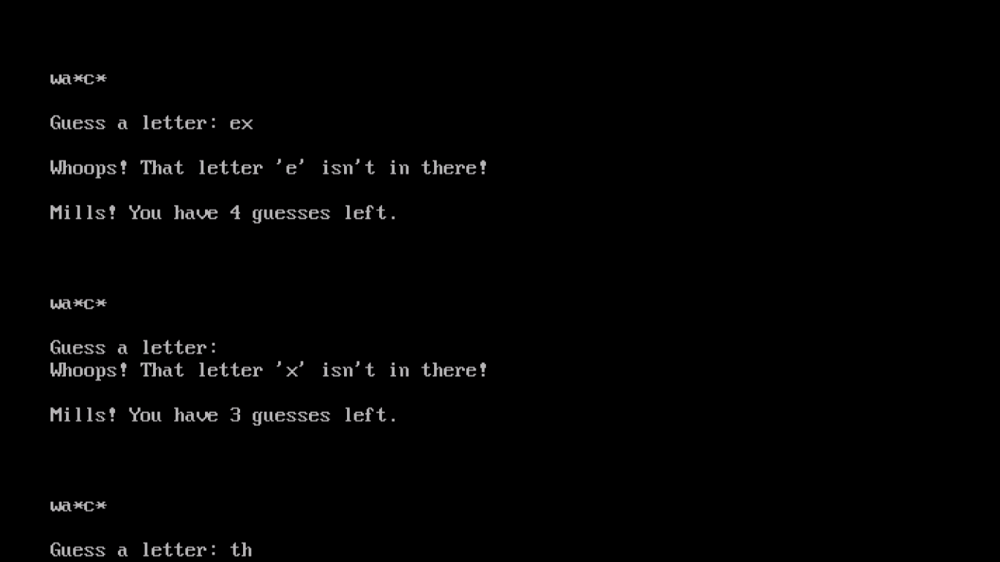 wa*c*
Guess a letter: ex
Whoops! That letter 'e' isn't in there!
Mills! You have 4 guesses left.
wa*c*
Guess a letter:
Whoops! That letter 'x' isn't in there!
Mills! You have 3 guesses left.
wa*c*
Guess a letter: th